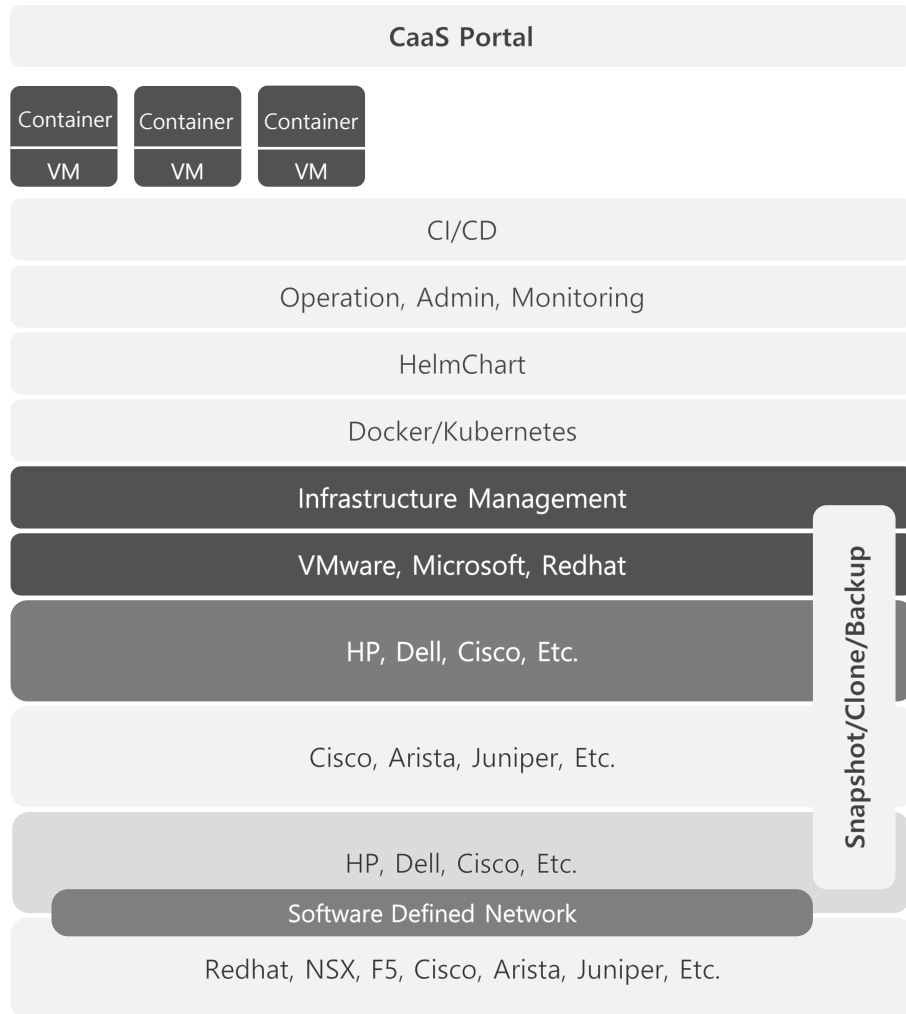 CaaS Portal
Container Container Container
VM VM VM
CI/CD
Operation, Admin, Monitoring
HelmChart
Docker/Kubernetes
Infrastructure Management
VMware, Microsoft, Redhat
HP, Dell, Cisco, Etc.
Cisco, Arista, Juniper, Etc.
HP, Dell, Cisco, Etc.
Snapshot/Clone/Backup
Software Defined Network
Redhat, NSX, F5, Cisco, Arista, Juniper, Etc.